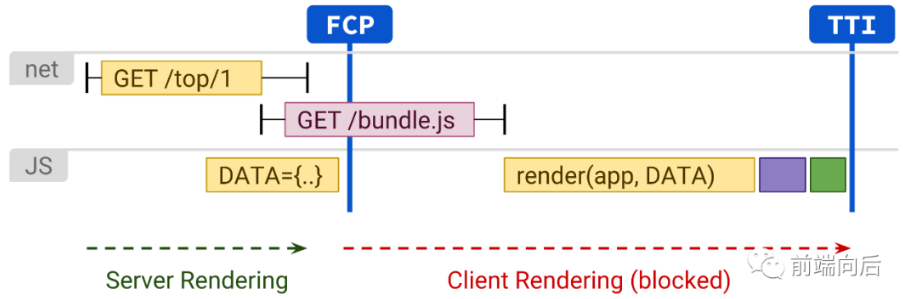 FCP
TTI
net
GET /top/1
GET /bundle.js
JS
DATA={..}
render(app, DATA)
Server Rendering
Client Rendering (blocked)
前端向后